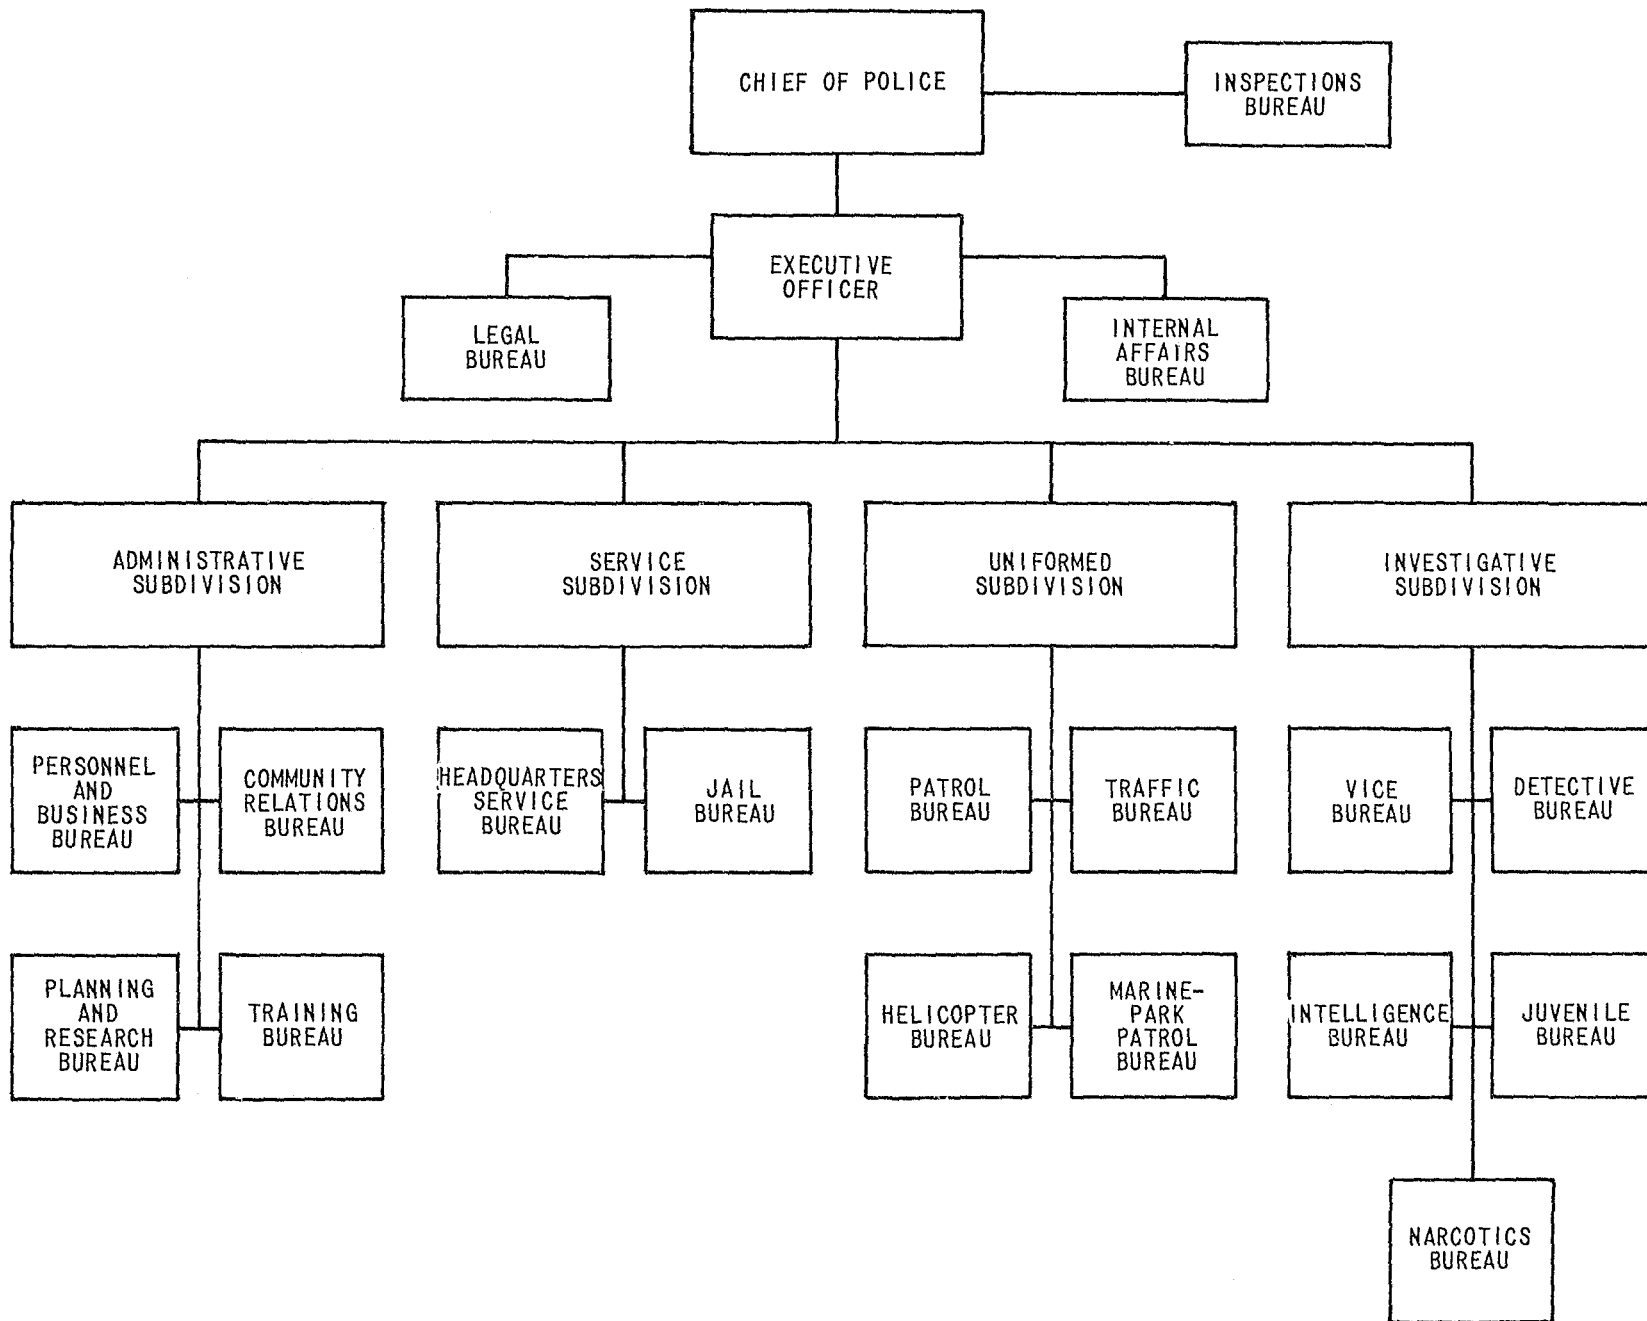 CHIEF OF POLICE
INSPECTIONS
BUREAU
EXECUTIVE
OFFICER
LEGAL
BUREAU
INTERNAL
AFFAIRS
BUREAU
ADMINISTRATIVE
SUBDIVISION
SERVICE
SUBDIVISION
UNIFORMED
SUBDIVISION
INVESTIGATIVE
SUBDIVISION
PERSONNEL
AND
BUSINESS
BUREAU
COMMUNITY
RELATIONS
BUREAU
HEADQUARTERS
SERVICE
BUREAU
JAIL
BUREAU
PATROL
BUREAU
TRAFFIC
BUREAU
VICE
BUREAU
DETECTIVE
BUREAU
PLANNING
AND
RESEARCH
BUREAU
TRAINING
BUREAU
HELICOPTER
BUREAU
MARINE-
PARK
PATROL
BUREAU
INTELLIGENCE
BUREAU
JUVENILE
BUREAU
NARCOTICS
BUREAU